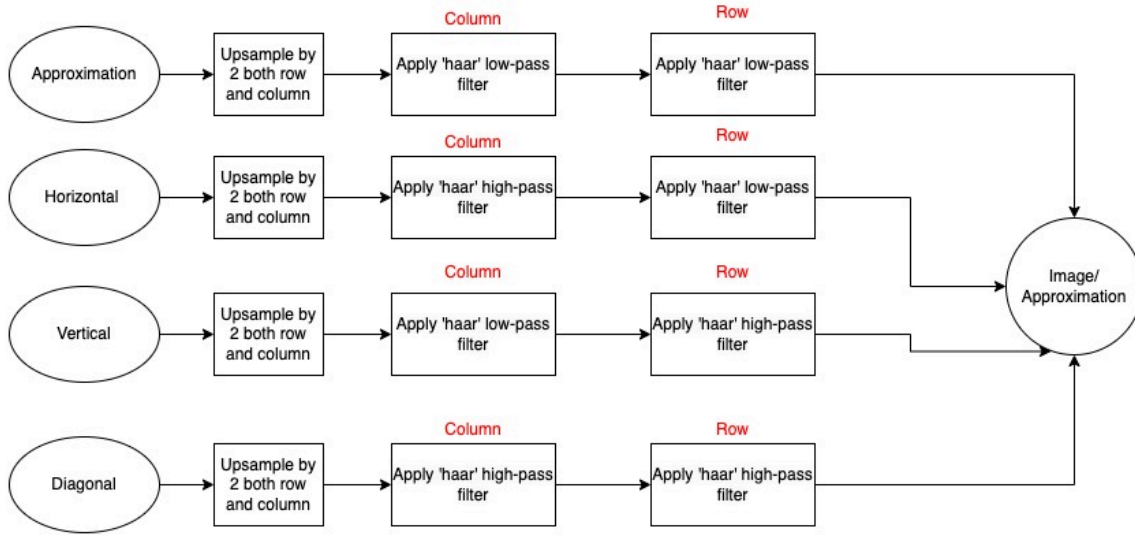 Column
Row
Approximation
Upsample by
2 both row
and column
Apply 'haar' low-pass
filter
Apply 'haar' low-pass
filter
Column
Row
Horizontal
Upsample by
2 both row
and column
Apply 'haar' high-pass
filter
Apply 'haar' low-pass
filter
Image/
Approximation
Column
Row
Vertical
Upsample by
2 both row
and column
Apply 'haar' low-pass
filter
Apply 'haar' high-pass
filter
Column
Row
Diagonal
Upsample by
2 both row
and column
Apply 'haar' high-pass
filter
Apply 'haar' high-pass
filter